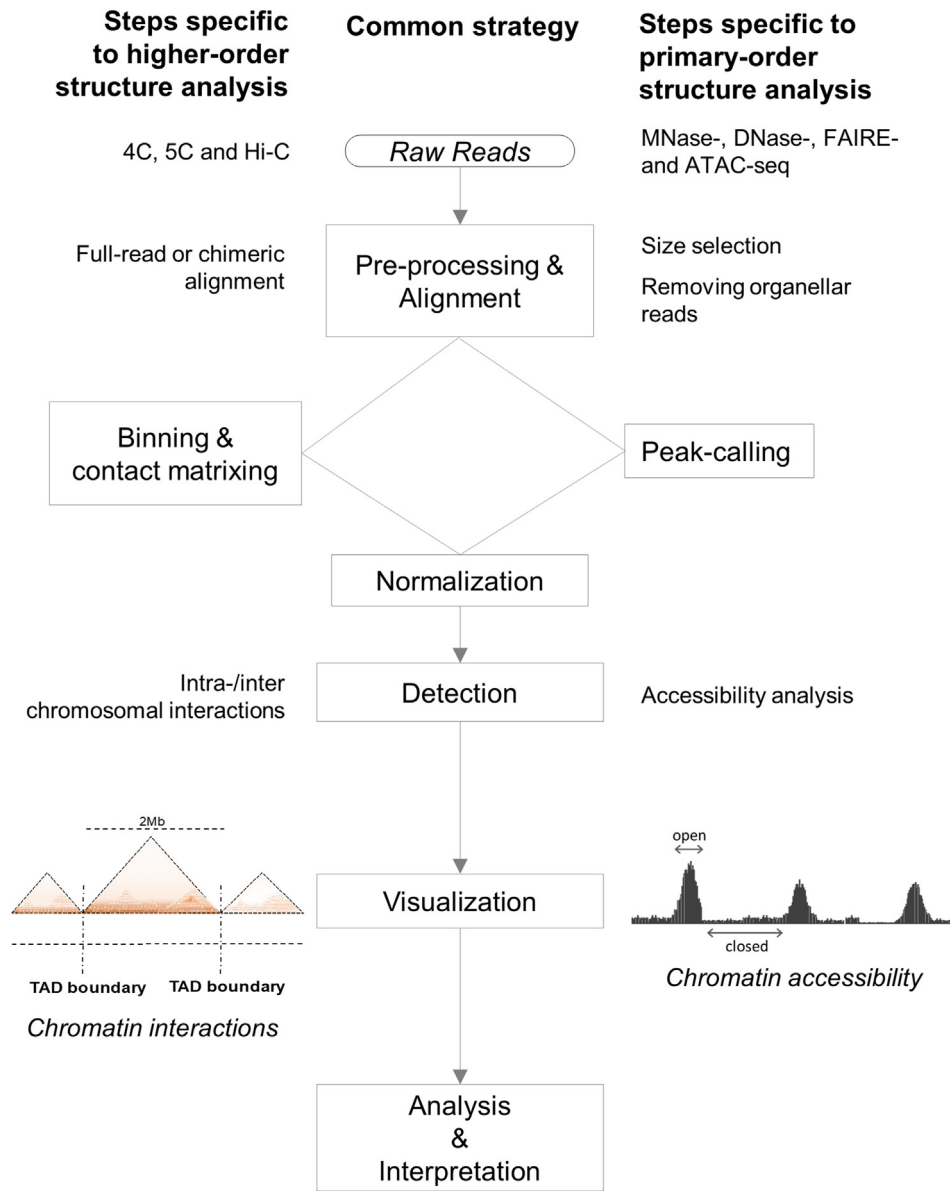 Steps specific
to higher-order
structure analysis
Common strategy
Steps specific to
primary-order
structure analysis
4C, 5C and Hi-C
Raw Reads
MNase-, DNase-, FAIRE-
and ATAC-seq
Full-read or chimeric
alignment
Pre-processing &
Alignment
Size selection
Removing organellar
reads
Binning &
contact matrixing
Peak-calling
Normalization
Intra-/inter
chromosomal interactions
Detection
Accessibility analysis
2Mb
TAD boundary
TAD boundary
Chromatin interactions
Visualization
open
closed
Chromatin accessibility
Analysis
&
Interpretation